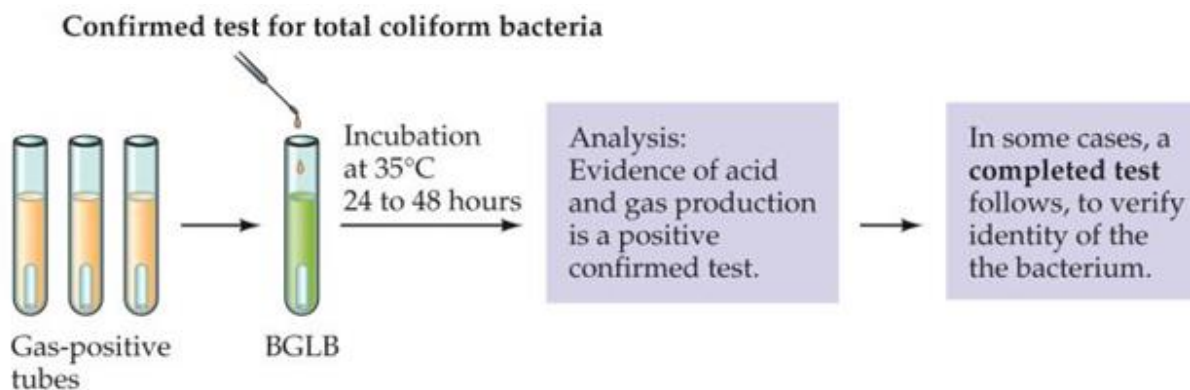 Confirmed test for total coliform bacteria
Gas-positive
tubes
BGLB
Incubation
at 35°C
24 to 48 hours
Analysis:
Evidence of acid
and gas production
is a positive
confirmed test.
In some cases, a
completed test
follows, to verify
identity of the
the bacterium.